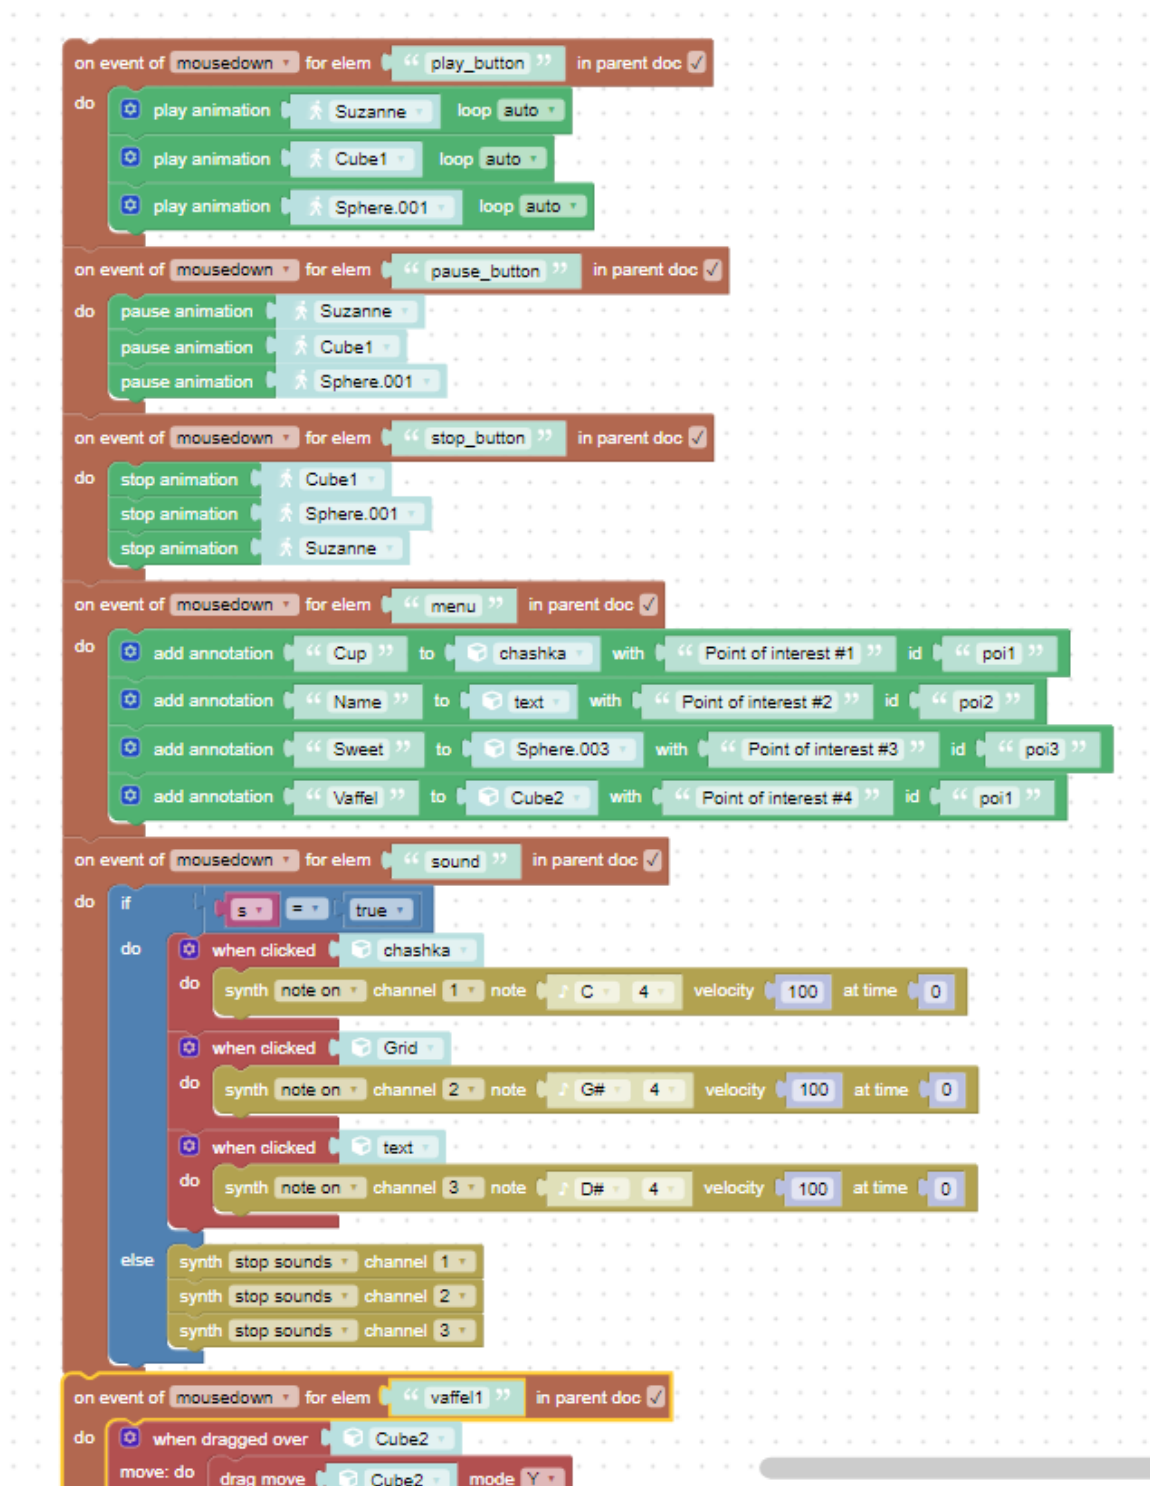 on event of mousedown for elem “ play_button ” in parent doc ✓
do play animation Suzanne loop auto
play animation Cube1 loop auto
play animation Sphere.001 loop auto
on event of mousedown for elem “ pause_button ” in parent doc ✓
do pause animation Suzanne
pause animation Cube1
pause animation Sphere.001
on event of mousedown for elem “ stop_button ” in parent doc ✓
do stop animation Cube1
stop animation Sphere.001
stop animation Suzanne
on event of mousedown for elem “ menu ” in parent doc ✓
do add annotation “ Cup ” to chashka with “ Point of interest #1 ” id “ poi1 ”
add annotation “ Name ” to text with “ Point of interest #2 ” id “ poi2 ”
add annotation “ Sweet ” to Sphere.003 with “ Point of interest #3 ” id “ poi3 ”
add annotation “ Vaffel ” to Cube2 with “ Point of interest #4 ” id “ poi1 ”
on event of mousedown for elem “ sound ” in parent doc ✓
do if s = true
do when clicked chashka
do synth note on channel 1 note ♪ C 4 velocity 100 at time 0
when clicked Grid
do synth note on channel 2 note ♪ G# 4 velocity 100 at time 0
when clicked text
do synth note on channel 3 note ♪ D# 4 velocity 100 at time 0
else synth stop sounds channel 1
synth stop sounds channel 2
synth stop sounds channel 3
on event of mousedown for elem “ vaffel1 ” in parent doc ✓
do when dragged over Cube2
move: do drag move Cube2 mode Y